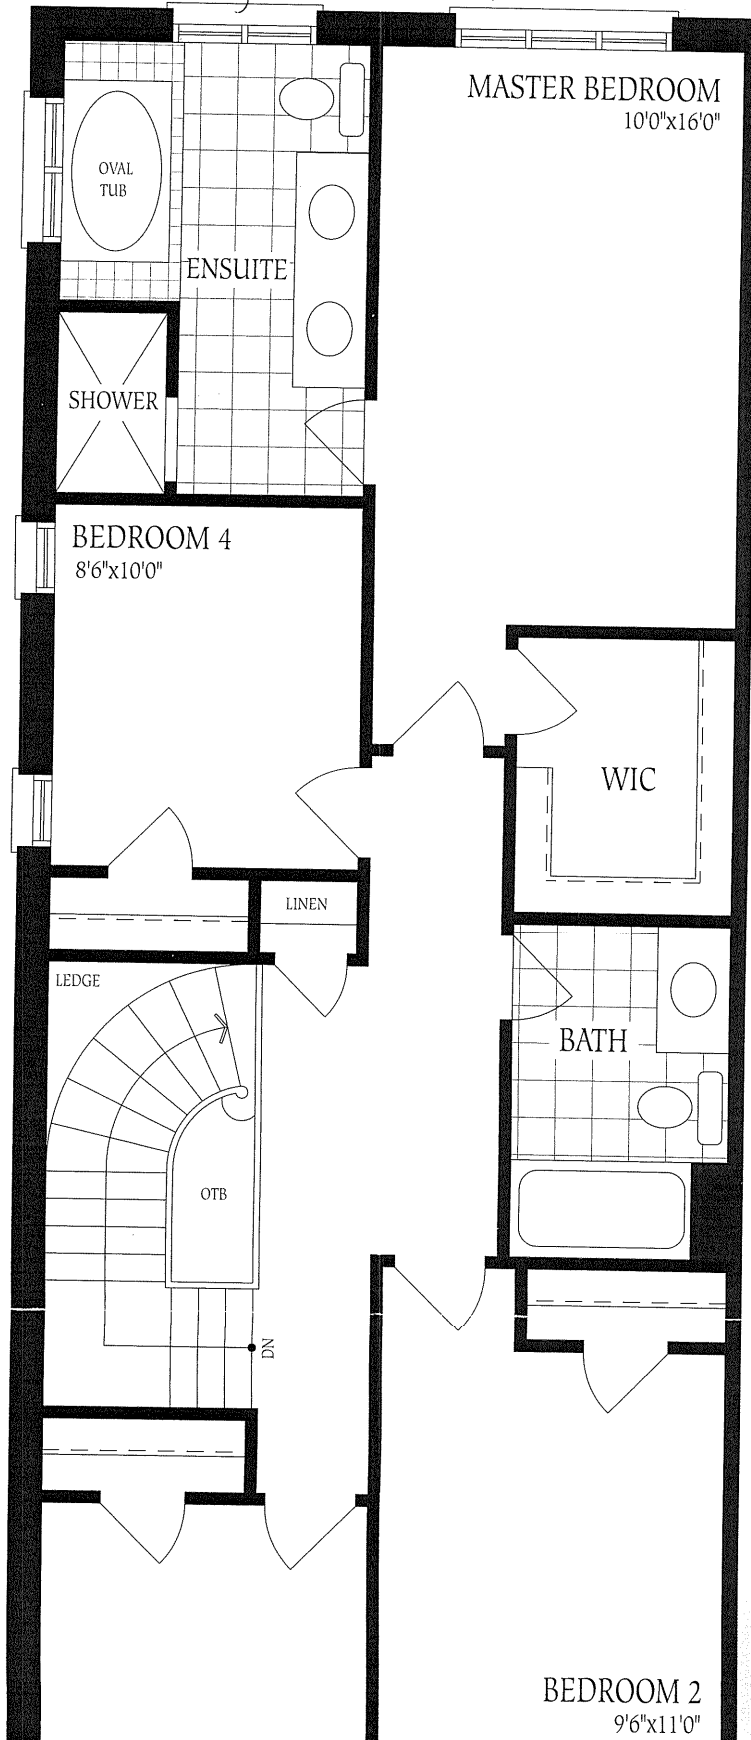 MASTER BEDROOM
10'0"x16'0"
OVAL
TUB
ENSUITE
SHOWER
BEDROOM 4
8'6"x10'0"
WIC
LINEN
LEDGE
BATH
OTB
DN
BEDROOM 2
9'6"x11'0"